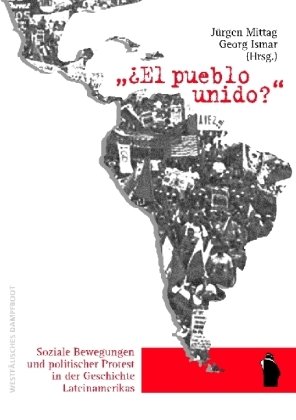 Jürgen Mittag
Georg Ismar
(Hrsg.)
„¿El pueblo
unido?“
WESTFÄLISCHES DAMPFBOOT
Soziale Bewegungen
und politischer Protest
in der Geschichte
Lateinamerikas